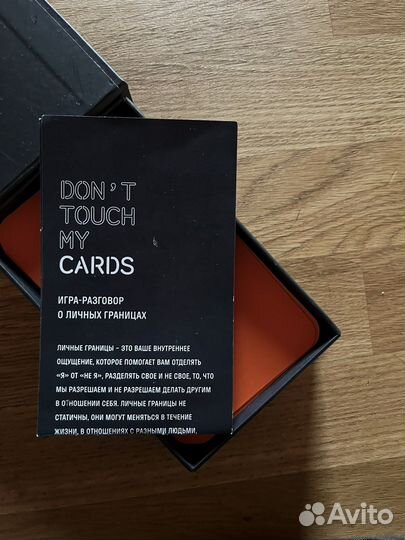 DON'T
TOUCH
MY
CARDS
ИГРА-РАЗГОВОР
О ЛИЧНЫХ ГРАНИЦАХ
ЛИЧНЫЕ ГРАНИЦЫ – ЭТО ВАШЕ ВНУТРЕННЕЕ
ОЩУЩЕНИЕ, КОТОРОЕ ПОМОГАЕТ ВАМ ОТДЕЛЯТЬ
«Я» ОТ «НЕ Я», РАЗДЕЛЯТЬ СВОЕ И НЕ СВОЕ, ТО, ЧТО
МЫ РАЗРЕШАЕМ И НЕ РАЗРЕШАЕМ ДЕЛАТЬ ДРУГИМ
В ОТНОШЕНИИ СЕБЯ. ЛИЧНЫЕ ГРАНИЦЫ НЕ
СТАТИЧНЫ, ОНИ МОГУТ МЕНЯТЬСЯ В ТЕЧЕНИЕ
ЖИЗНИ, В ОТНОШЕНИЯХ С РАЗНЫМИ ЛЮДЬМИ,
Avito